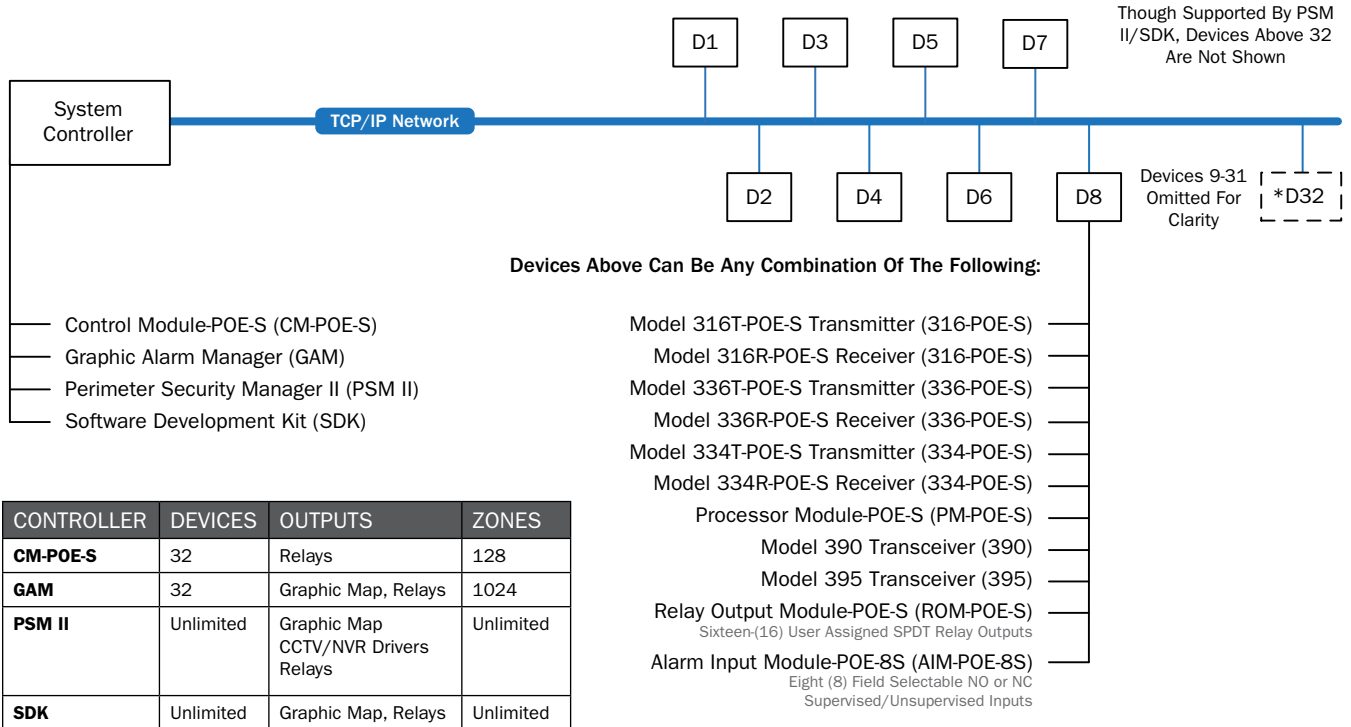 Though Supported By PSM
II/SDK, Devices Above 32
Are Not Shown
D1
D3
D5
D7
System
Controller
TCP/IP Network
D2
D4
D6
D8
Devices 9-31
Omitted For
Clarity
*D32
Devices Above Can Be Any Combination Of The Following:
Control Module-POE-S (CM-POE-S)
Graphic Alarm Manager (GAM)
Perimeter Security Manager II (PSM II)
Software Development Kit (SDK)
Model 316T-POE-S Transmitter (316-POE-S)
Model 316R-POE-S Receiver (316-POE-S)
Model 336T-POE-S Transmitter (336-POE-S)
Model 336R-POE-S Receiver (336-POE-S)
Model 334T-POE-S Transmitter (334-POE-S)
Model 334R-POE-S Receiver (334-POE-S)
Processor Module-POE-S (PM-POE-S)
Model 390 Transceiver (390)
Model 395 Transceiver (395)
Relay Output Module-POE-S (ROM-POE-S)
Sixteen-(16) User Assigned SPDT Relay Outputs
Alarm Input Module-POE-8S (AIM-POE-8S)
Eight (8) Field Selectable NO or NC
Supervised/Unsupervised Inputs
CONTROLLER DEVICES OUTPUTS ZONES
CM-POE-S 32 Relays 128
GAM 32 Graphic Map, Relays 1024
PSM II Unlimited Graphic Map Unlimited
CCTV/NVR Drivers
Relays
SDK Unlimited Graphic Map, Relays Unlimited